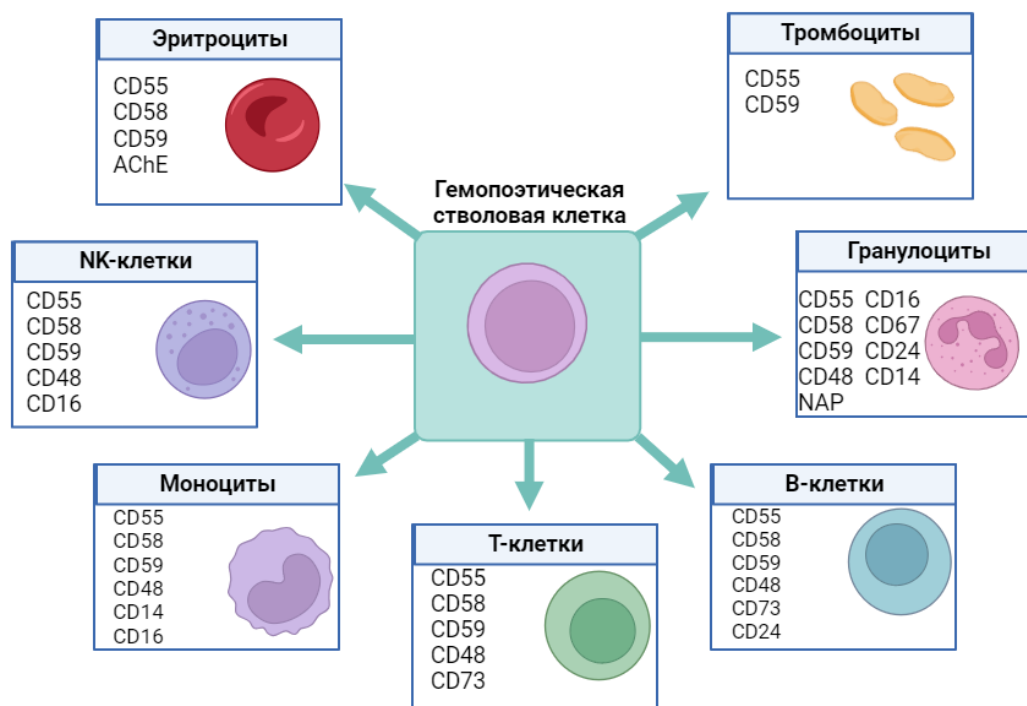 Эритроциты
CD55
CD58
CD59
AChE
Тромбоциты
CD55
CD59
Гемопоэтическая
стволовая клетка
NK-клетки
CD55
CD58
CD59
CD48
CD16
Гранулоциты
CD55 CD16
CD58 CD67
CD59 CD24
CD48 CD14
NAP
Моноциты
CD55
CD58
CD59
CD48
CD14
CD16
Т-клетки
CD55
CD58
CD59
CD48
CD73
В-клетки
CD55
CD58
CD59
CD48
CD73
CD24